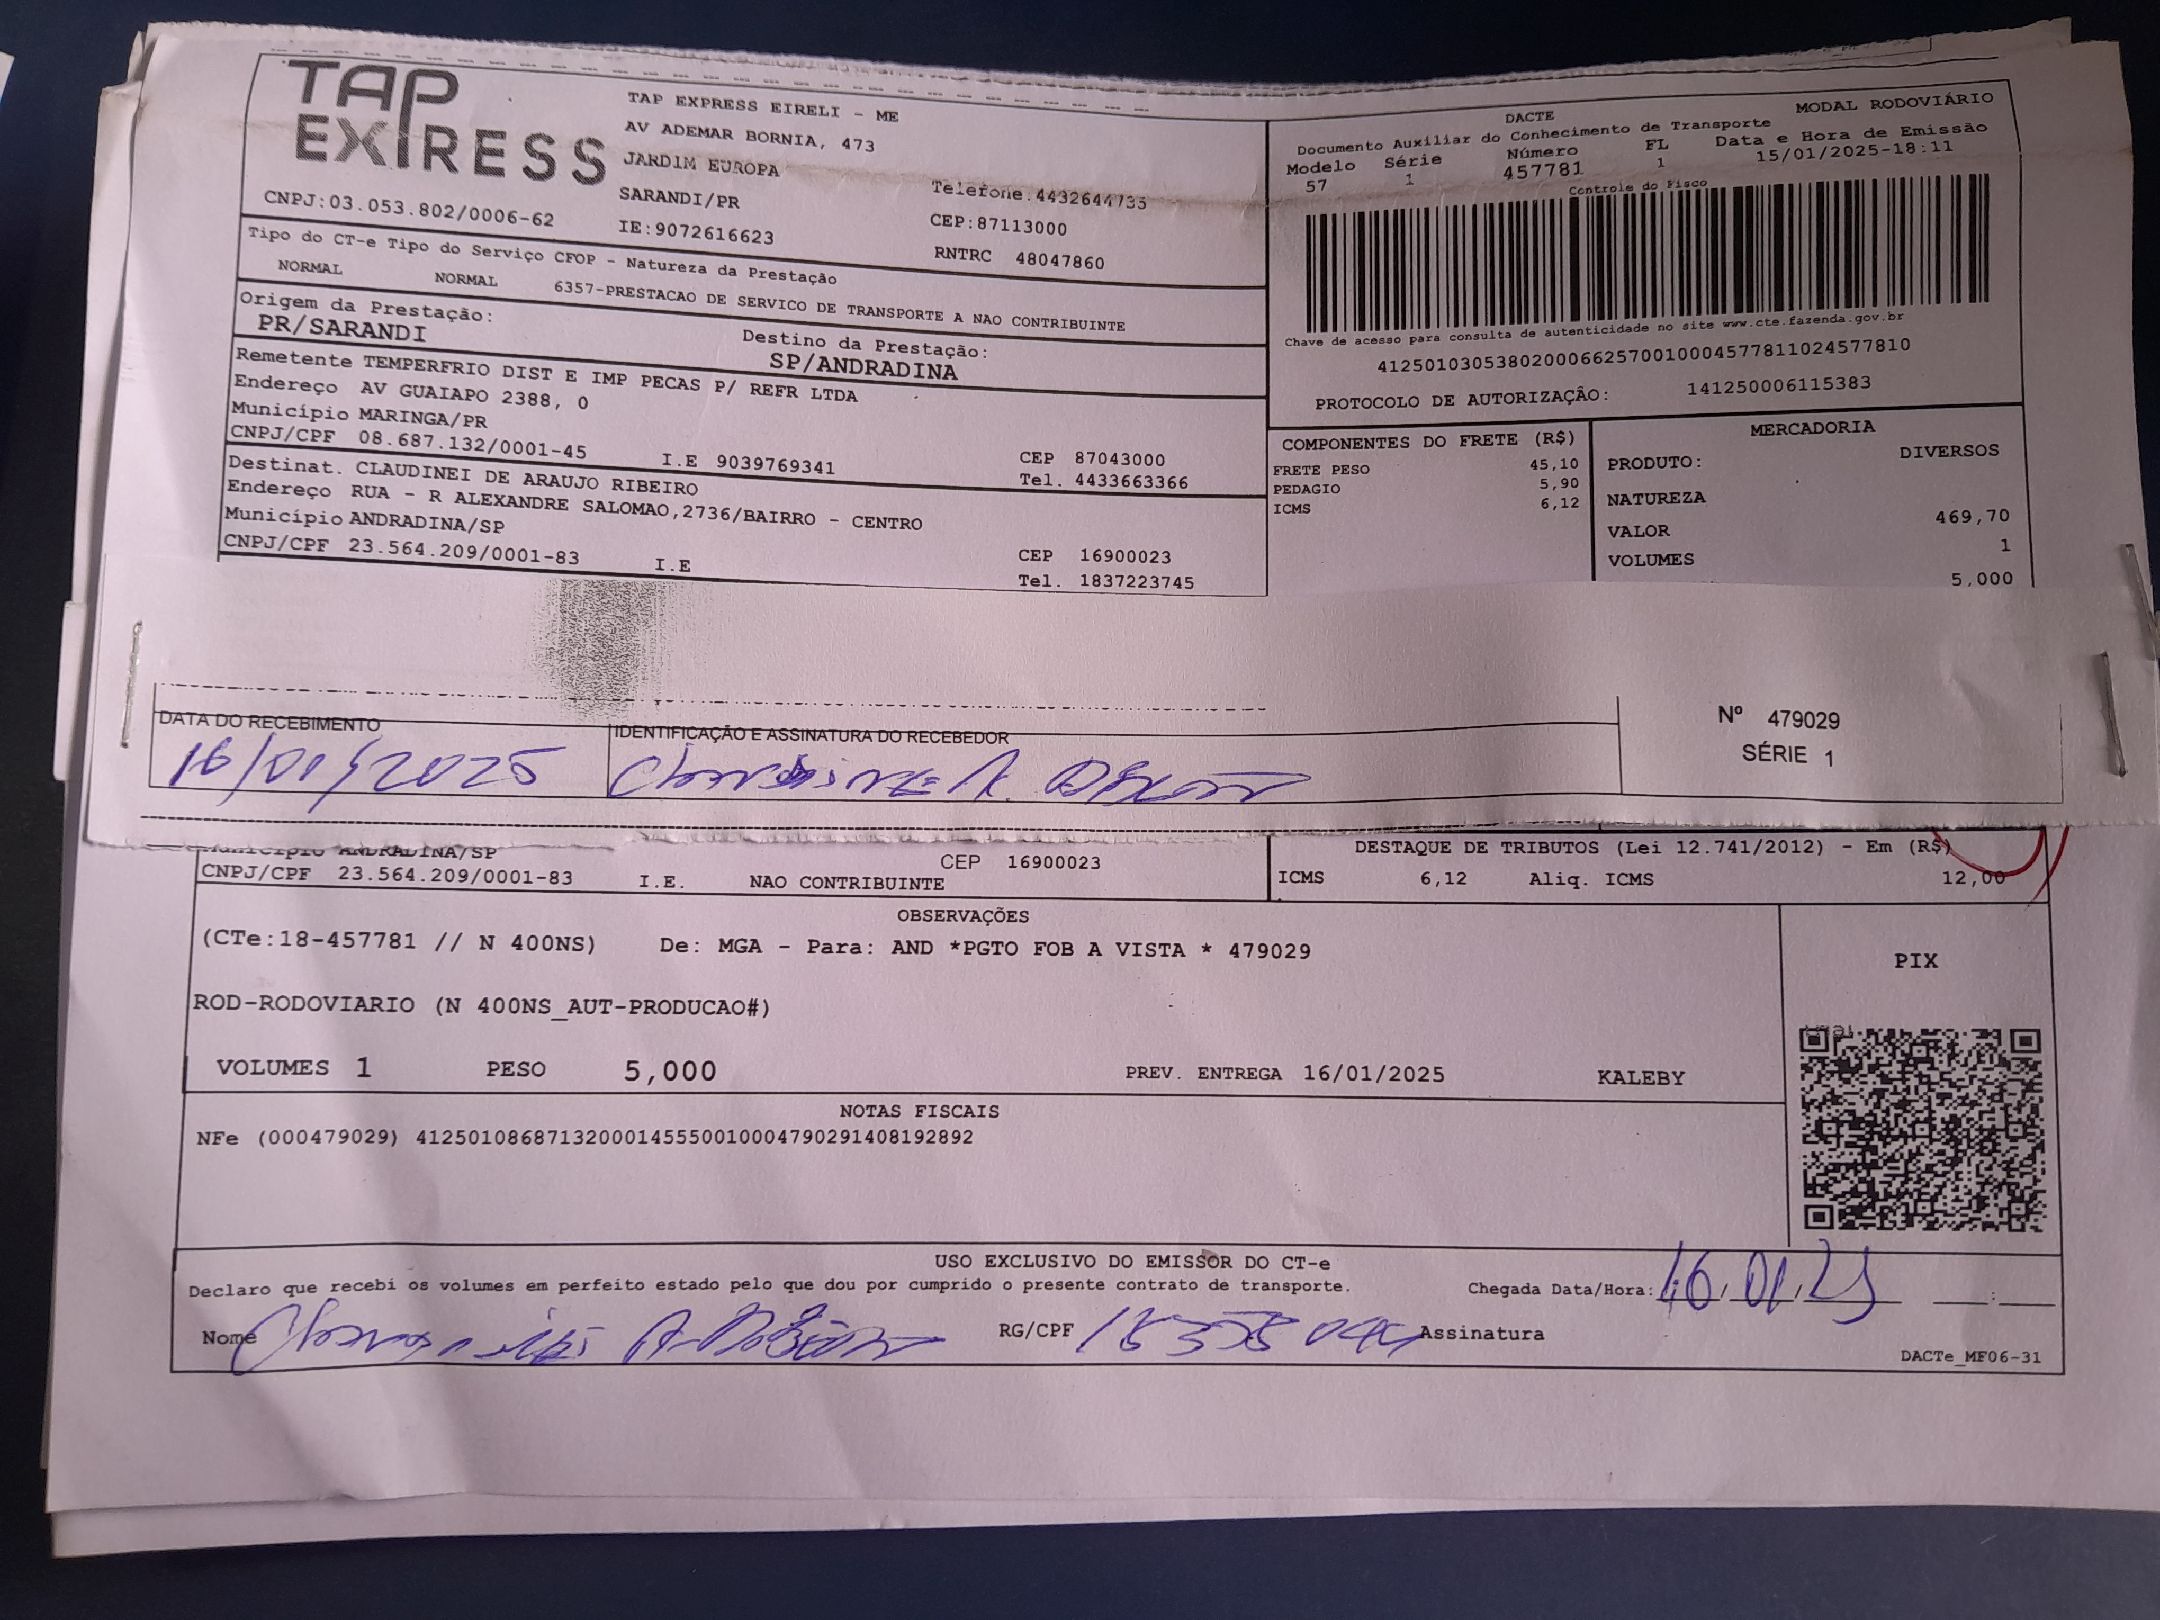 TAP
EXPRESS
TAP EXPRESS EIRELI - ME
AV ADEMAR BORNIA, 473
JARDIM EUROPA
SARANDI/PR Telefone.4432644735
CNPJ:03.053.802/0006-62 IE:9072616623 CEP:87113000
RNTRC 48047860
DACTE MODAL RODOVIÁRIO
Documento Auxiliar do Conhecimento de Transporte
Modelo Série Número FL Data e Hora de Emissão
57 1 457781 1 15/01/2025-18:11
Controle do Fisco
Chave de acesso para consulta de autenticidade no site www.cte.fazenda.gov.br
41250103053802000662570010004577811024577810
PROTOCOLO DE AUTORIZAÇÂO: 141250006115383
Tipo do CT-e Tipo do Serviço CFOP - Natureza da Prestação
NORMAL NORMAL 6357-PRESTACAO DE SERVICO DE TRANSPORTE A NAO CONTRIBUINTE
Origem da Prestação: Destino da Prestação:
PR/SARANDI SP/ANDRADINA
Remetente TEMPERFRIO DIST E IMP PECAS P/ REFR LTDA
Endereço AV GUAIAPO 2388, 0
Município MARINGA/PR CEP 87043000
CNPJ/CPF 08.687.132/0001-45 I.E 9039769341 Tel. 4433663366
Destinat. CLAUDINEI DE ARAUJO RIBEIRO
Endereço RUA - R ALEXANDRE SALOMAO,2736/BAIRRO - CENTRO
Município ANDRADINA/SP CEP 16900023
CNPJ/CPF 23.564.209/0001-83 I.E Tel. 1837223745
COMPONENTES DO FRETE (R$)
FRETE PESO 45,10
PEDAGIO 5,90
ICMS 6,12
MERCADORIA
PRODUTO: DIVERSOS
NATUREZA
VALOR 469,70
VOLUMES 1
5,000
DATA DO RECEBIMENTO IDENTIFICAÇÃO E ASSINATURA DO RECEBEDOR
16/01/2025
Nº 479029
SÉRIE 1
Município ANDRADINA/SP CEP 16900023
CNPJ/CPF 23.564.209/0001-83 I.E. NAO CONTRIBUINTE
DESTAQUE DE TRIBUTOS (Lei 12.741/2012) - Em (R$)
ICMS 6,12 Aliq. ICMS 12,00
OBSERVAÇÕES
(CTe:18-457781 // N 400NS) De: MGA - Para: AND *PGTO FOB A VISTA * 479029
ROD-RODOVIARIO (N 400NS_AUT-PRODUCAO#)
PIX
VOLUMES 1 PESO 5,000 PREV. ENTREGA 16/01/2025 KALEBY
NOTAS FISCAIS
NFe (000479029) 41250108687132000145550010004790291408192892
USO EXCLUSIVO DO EMISSOR DO CT-e
Declaro que recebi os volumes em perfeito estado pelo que dou por cumprido o presente contrato de transporte. Chegada Data/Hora: 16/01/25
Nome RG/CPF Assinatura
DACTe_MF06-31